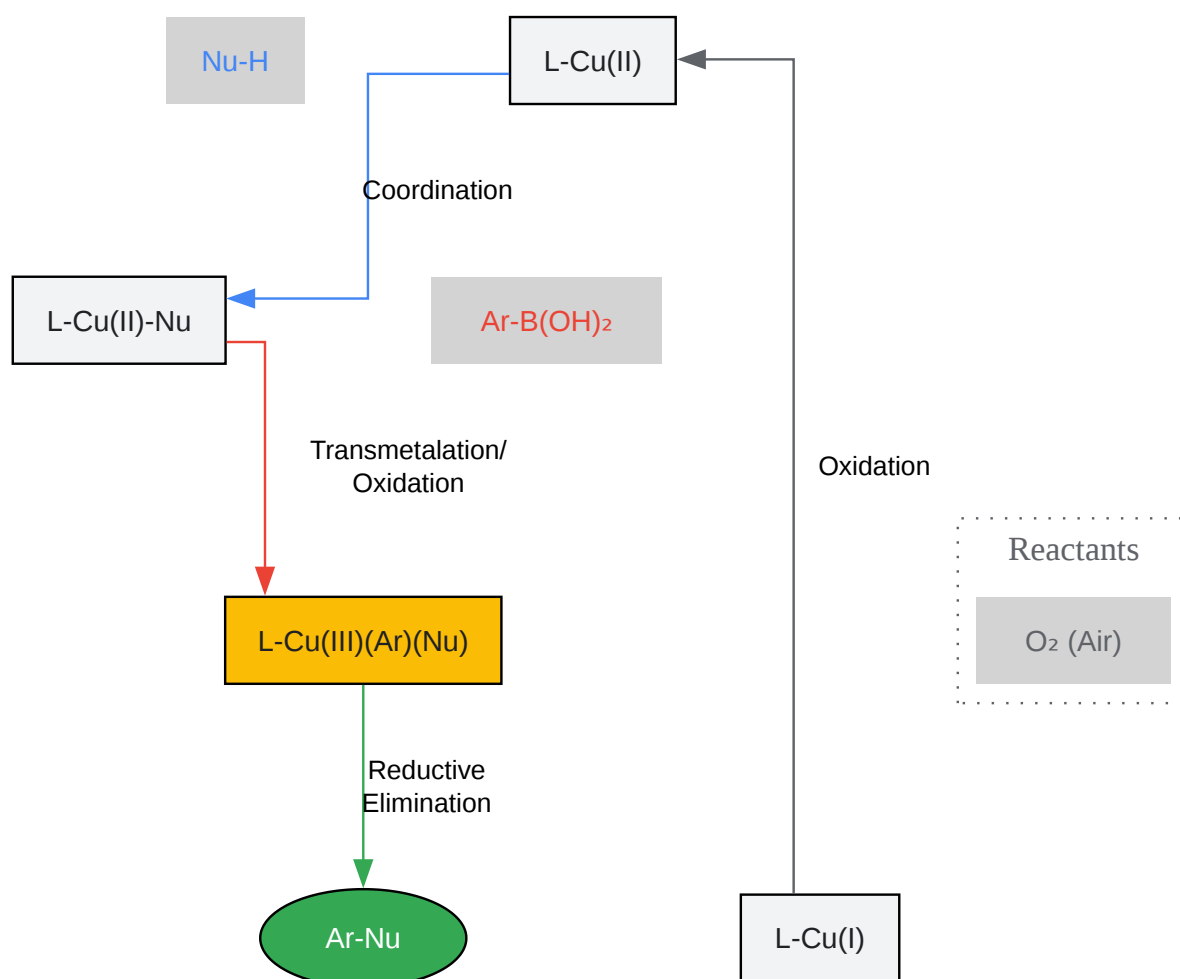 Nu-H
L-Cu(II)
Coordination
L-Cu(II)-Nu
Ar-B(OH)₂
Transmetalation/
Oxidation
Oxidation
Reactants
O₂ (Air)
L-Cu(III)(Ar)(Nu)
Reductive
Elimination
Ar-Nu
L-Cu(I)